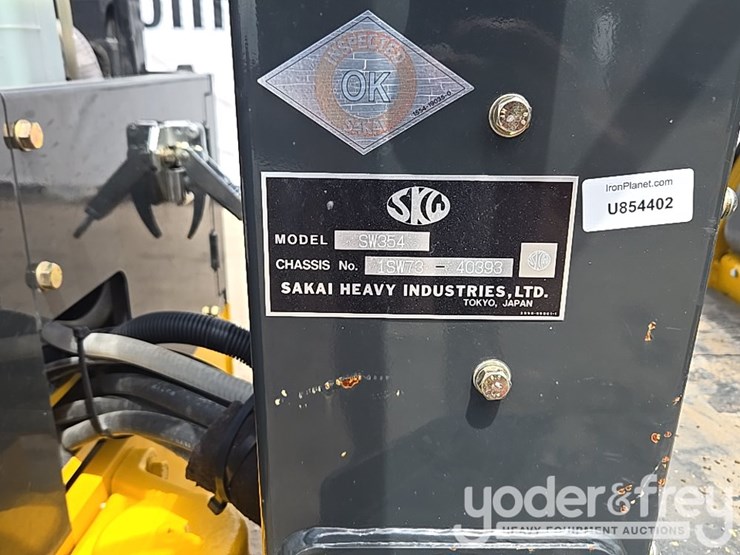 INSPECTED
OK
SAKAI
SKW
MODEL SW354
CHASSIS No. 1SW73 - 40393
SAKAI HEAVY INDUSTRIES, LTD.
TOKYO, JAPAN
IronPlanet.com
U854402
yoder&frey
HEAVY EQUIPMENT AUCTIONS